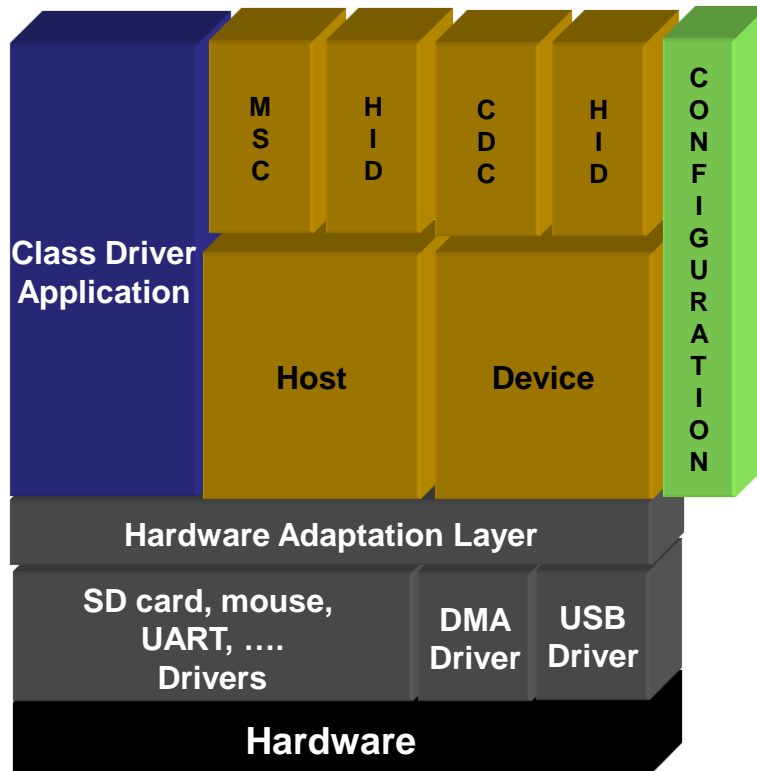 MSC
HID
CDC
HID
CONFIGURATION
Class Driver
Application
Host
Device
Hardware Adaptation Layer
SD card, mouse,
UART, ....
Drivers
DMA
Driver
USB
Driver
Hardware